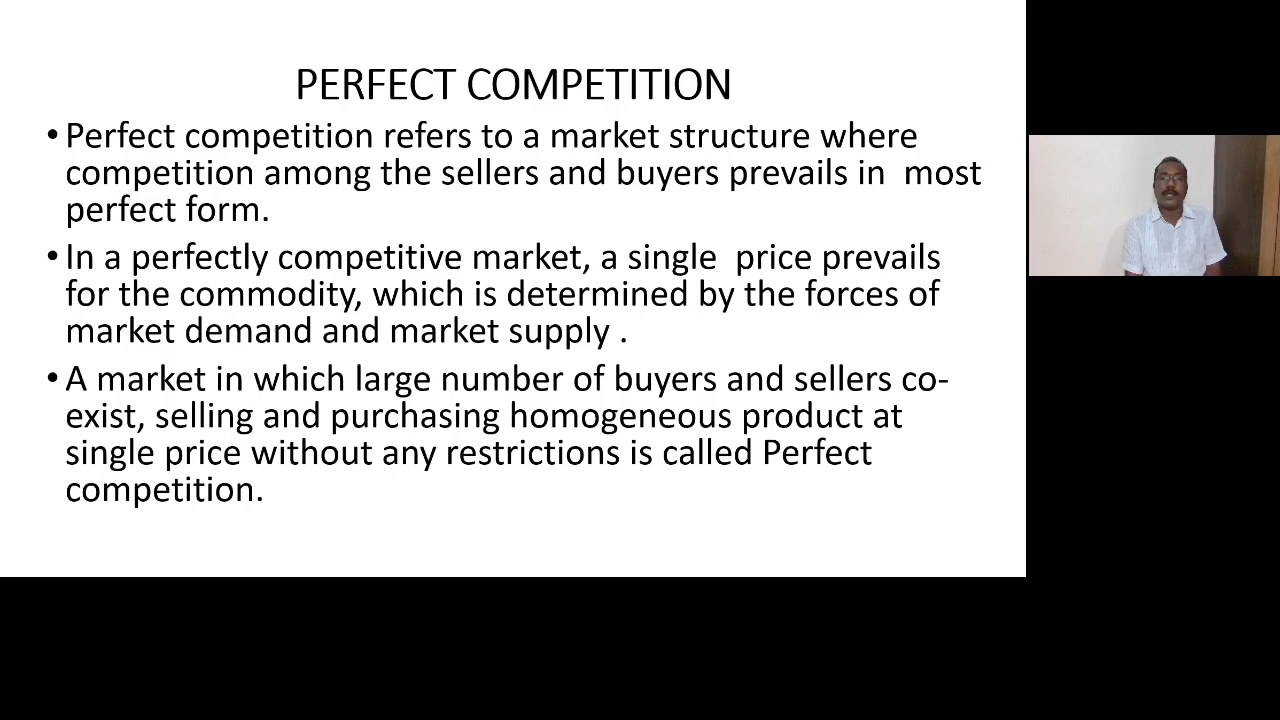 PERFECT COMPETITION
•Perfect competition refers to a market structure where
competition among the sellers and buyers prevails in  most
perfect form.
•In a perfectly competitive market, a single  price prevails
for the commodity, which is determined by the forces of
market demand and market supply .
•A market in which large number of buyers and sellers co-
exist, selling and purchasing homogeneous product at
single price without any restrictions is called Perfect
competition.